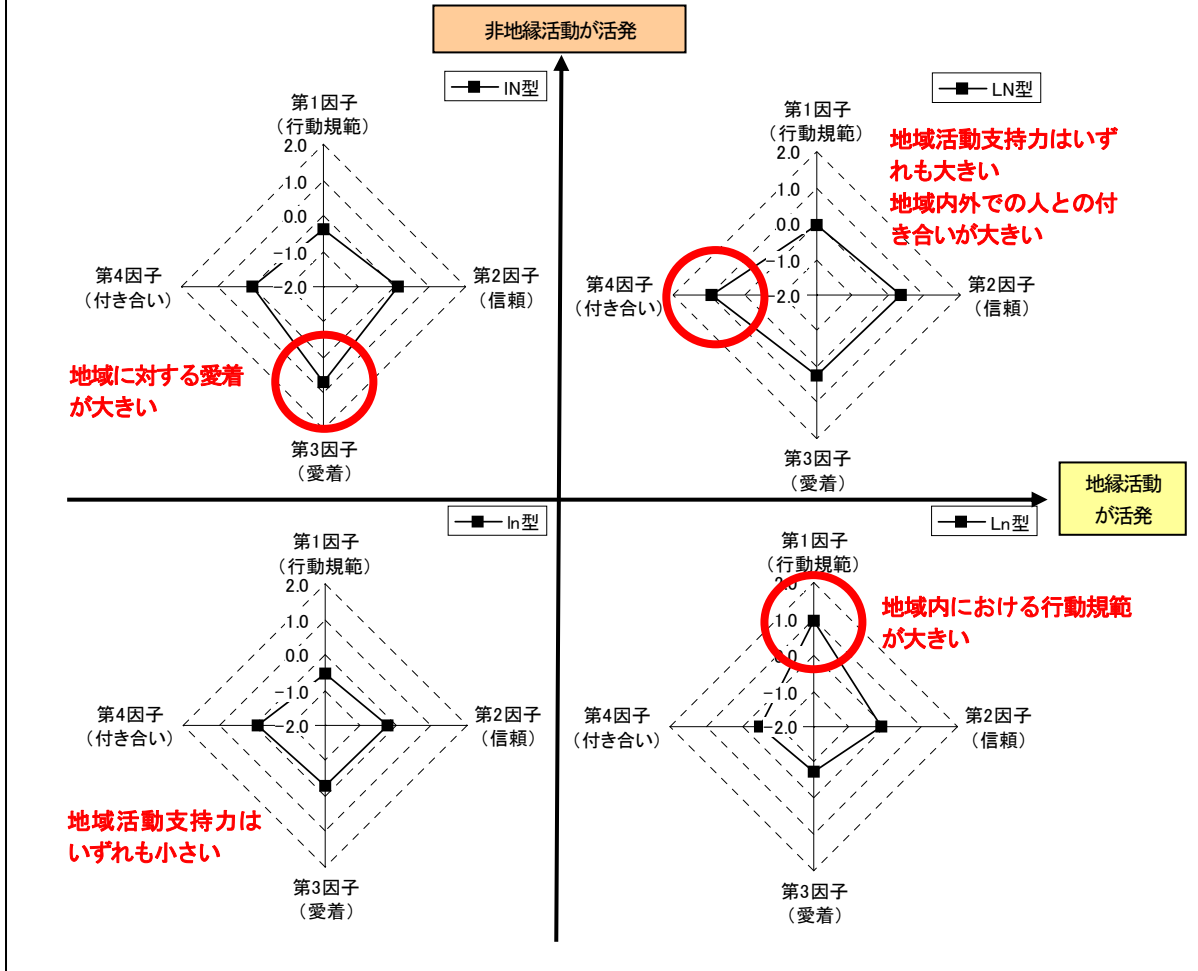 非地縁活動が活発
IN型
第1因子
（行動規範）
2.0
1.0
0.0
−1.0
−2.0
第4因子
（付き合い）
第2因子
（信頼）
第3因子
（愛着）
地域に対する愛着
が大きい
LN型
第1因子
（行動規範）
2.0
1.0
0.0
−1.0
−2.0
第4因子
（付き合い）
第2因子
（信頼）
第3因子
（愛着）
地域活動支持力はいず
れも大きい
地域内外での人との付
き合いが大きい
地縁活動
が活発
ln型
第1因子
（行動規範）
2.0
1.0
0.0
−1.0
−2.0
第4因子
（付き合い）
第2因子
（信頼）
第3因子
（愛着）
地域活動支持力は
いずれも小さい
Ln型
第1因子
（行動規範）
2.0
1.0
0.0
−1.0
−2.0
第4因子
（付き合い）
第2因子
（信頼）
第3因子
（愛着）
地域内における行動規範
が大きい